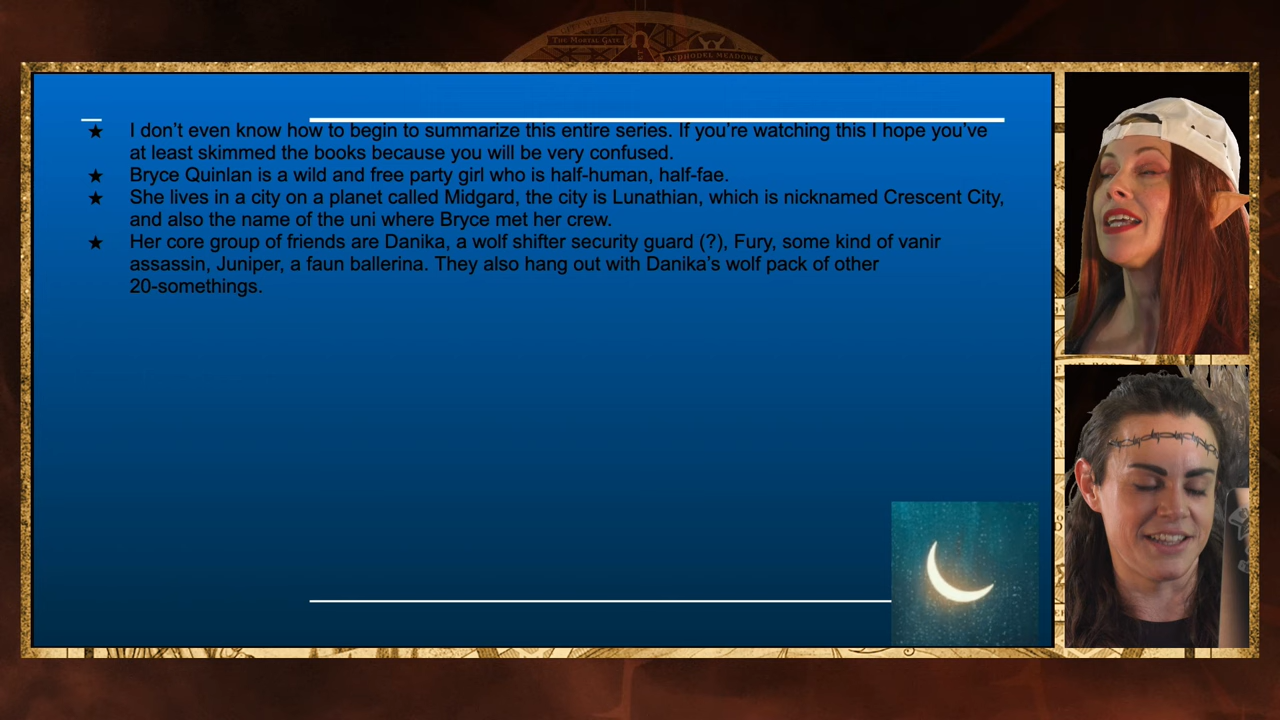 THE MORTAL GATE
ASPHODEL MEADOWS
★ I don’t even know how to begin to summarize this entire series. If you’re watching this I hope you’ve
at least skimmed the books because you will be very confused.
★ Bryce Quinlan is a wild and free party girl who is half-human, half-fae.
★ She lives in a city on a planet called Midgard, the city is Lunathian, which is nicknamed Crescent City,
and also the name of the uni where Bryce met her crew.
★ Her core group of friends are Danika, a wolf shifter security guard (?), Fury, some kind of vanir
assassin, Juniper, a faun ballerina. They also hang out with Danika’s wolf pack of other
20-somethings.